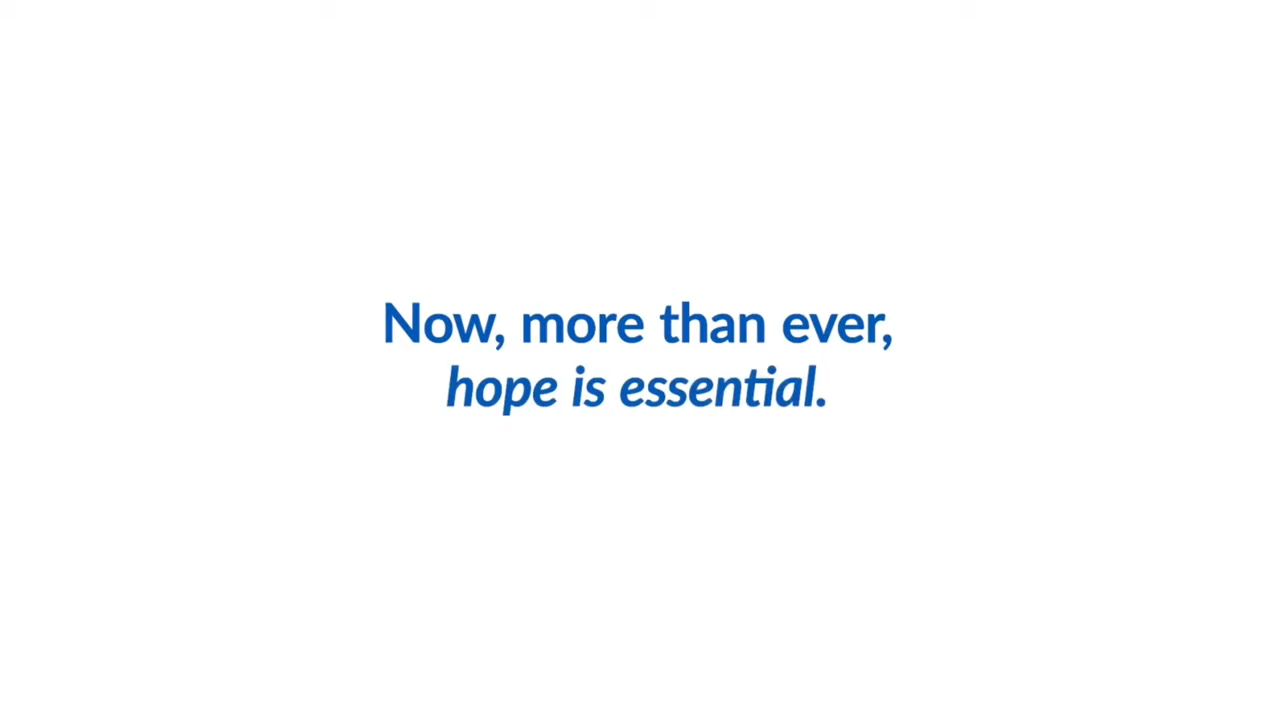 Now, more than ever,
hope is essential.